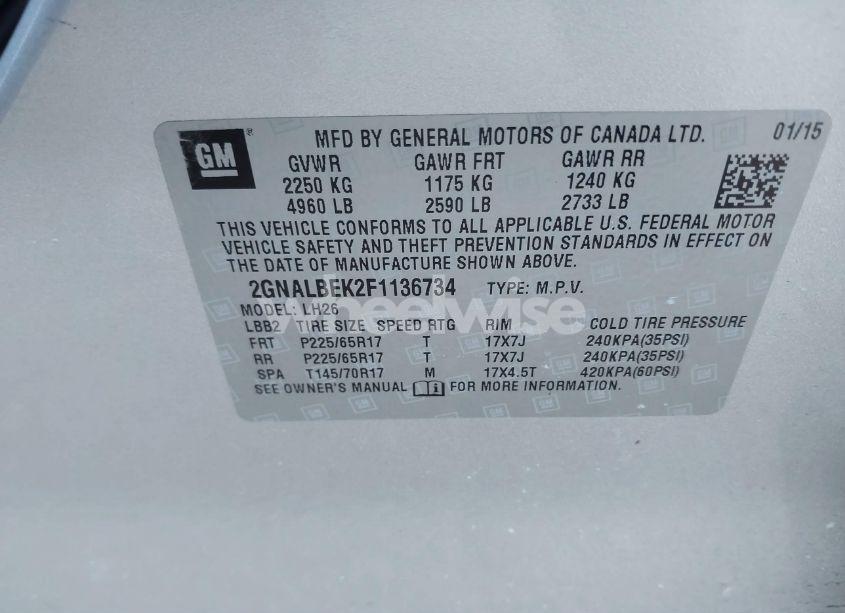 GM ® MFD BY GENERAL MOTORS OF CANADA LTD. 01/15
GVWR GAWR FRT GAWR RR
2250 KG 1175 KG 1240 KG
4960 LB 2590 LB 2733 LB
THIS VEHICLE CONFORMS TO ALL APPLICABLE U.S. FEDERAL MOTOR
VEHICLE SAFETY AND THEFT PREVENTION STANDARDS IN EFFECT ON
THE DATE OF MANUFACTURE SHOWN ABOVE.
2GNALBEK2F1136734 TYPE: M.P.V.
MODEL: LH26
wheelwise
LBB2 TIRE SIZE SPEED RTG RIM COLD TIRE PRESSURE
FRT P225/65R17 T 17X7J 240KPA(35PSI)
RR P225/65R17 T 17X7J 240KPA(35PSI)
SPA T145/70R17 M 17X4.5T 420KPA(60PSI)
SEE OWNER'S MANUAL FOR MORE INFORMATION.